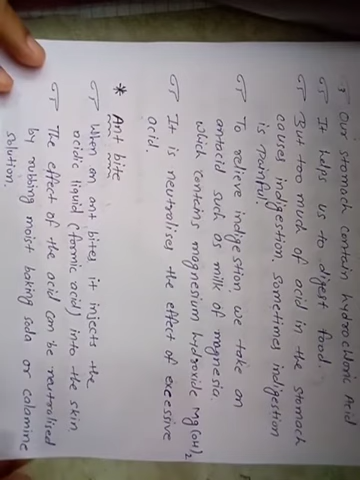 Our stomach contain hydrochloric Acid
It helps us to digest food.
But too much of acid in the stomach
causes indigestion, sometimes indigestion
is painful.
To relieve indigestion we take an
antacid such as milk of magnesia.
which contains magnesium hydroxide Mg(OH)2
It is neutralises the effect of excessive
acid.
* Ant bite
When an ant bites, it injects the
acidic liquid (formic acid) into the skin.
The effect of the acid can be neutralised
by rubbing moist baking soda or calamine
solution.